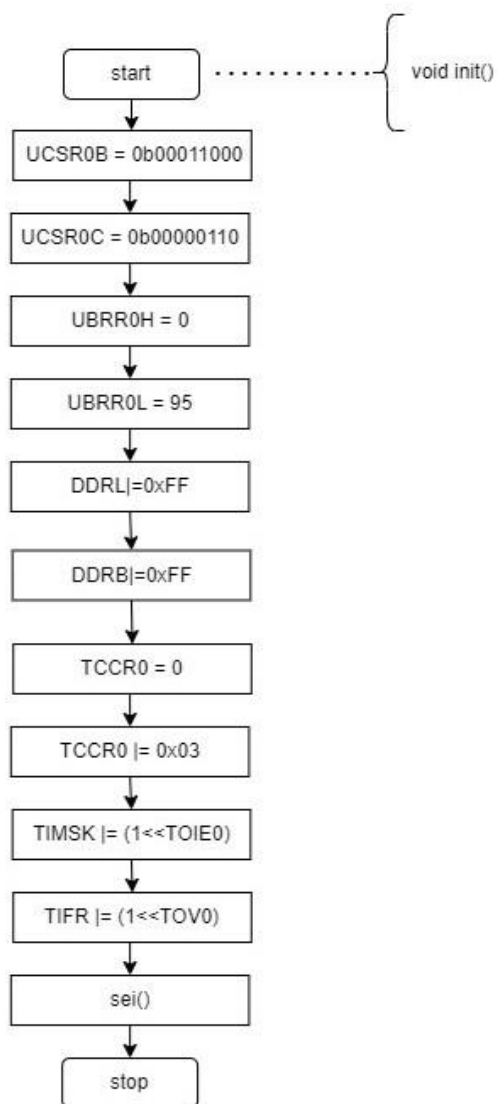 start
void init()
UCSR0B = 0b00011000
UCSR0C = 0b00000110
UBRR0H = 0
UBRR0L = 95
DDRL|=0xFF
DDRB|=0xFF
TCCR0 = 0
TCCR0 |= 0x03
TIMSK |= (1<<TOIE0)
TIFR |= (1<<TOV0)
sei()
stop